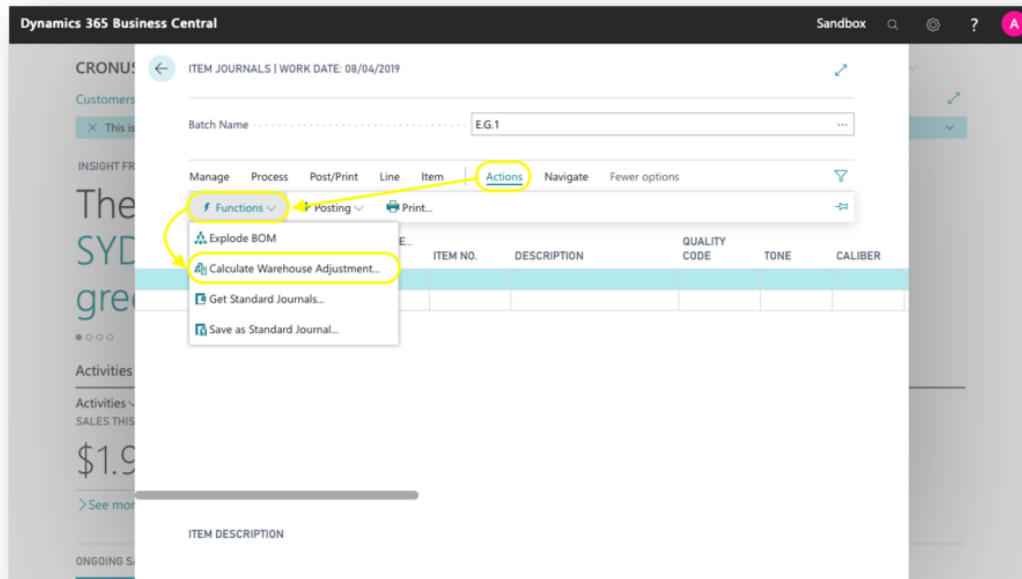 Dynamics 365 Business Central
Sandbox
?
A
CRONUS
ITEM JOURNALS | WORK DATE: 08/04/2019
Customers
This is
Batch Name
E.G.1
...
INSIGHT FR
The
SYD
gree
Manage Process Post/Print Line Item Actions Navigate Fewer options
Functions Posting Print...
Explode BOM
Calculate Warehouse Adjustment...
Get Standard Journals...
Save as Standard Journal...
E...
ITEM NO.
DESCRIPTION
QUALITY
CODE
TONE
CALIBER
Activities
Activities
SALES THIS
$1.9
>See mor
ITEM DESCRIPTION
ONGOING SA